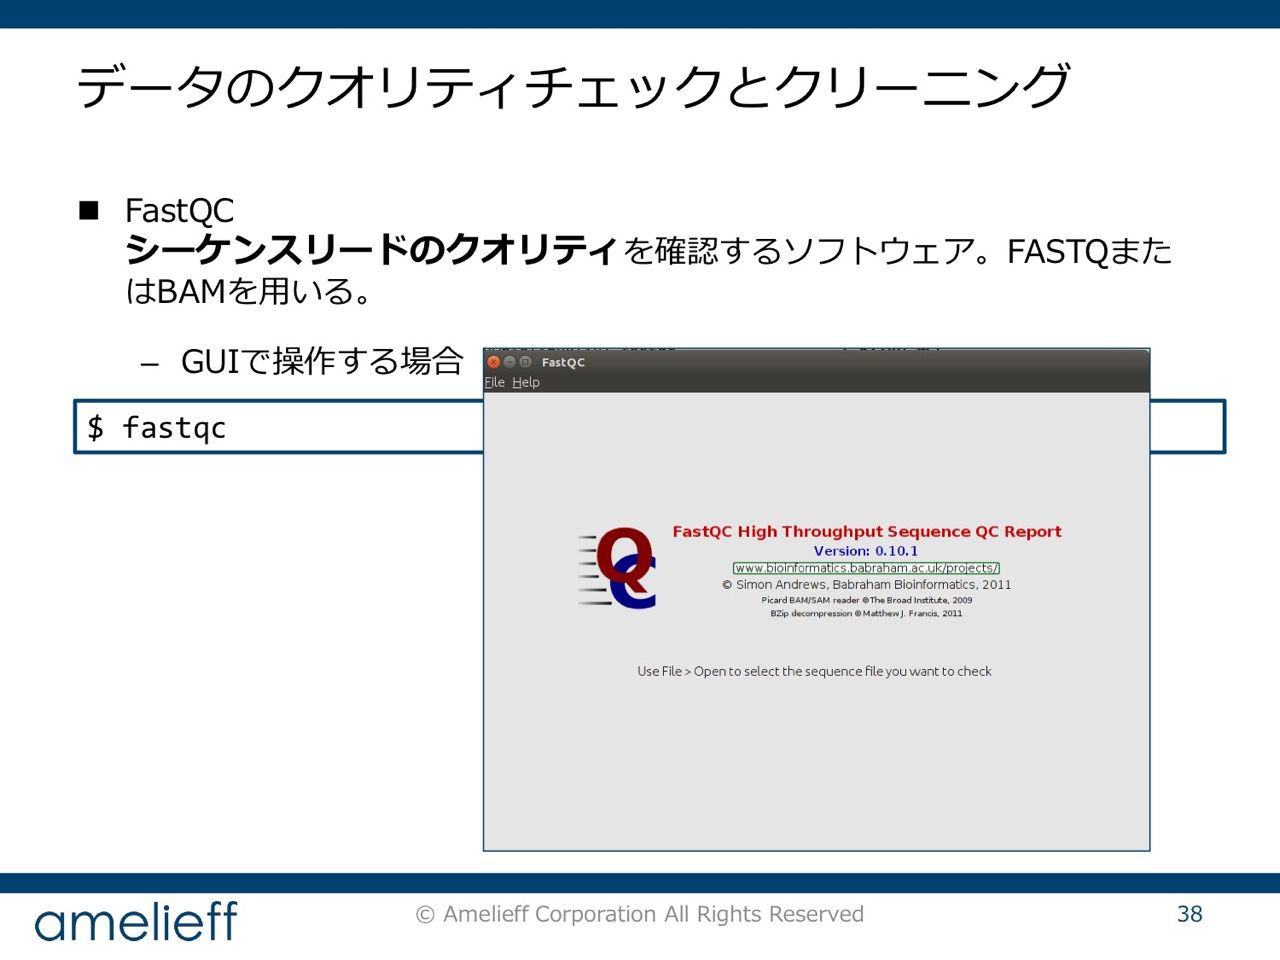 データのクオリティチェックとクリーニング
■ FastQC
シーケンスリードのクオリティを確認するソフトウェア。FASTQまた
はBAMを用いる。
– GUIで操作する場合
$ fastqc
FastQC
File Help
QC
FastQC High Throughput Sequence QC Report
Version: 0.10.1
www.bioinformatics.babraham.ac.uk/projects/
© Simon Andrews, Babraham Bioinformatics, 2011
Picard BAM/SAM reader ©The Broad Institute, 2009
BZip decompression ©Matthew J. Francis, 2011
Use File > Open to select the sequence file you want to check
amelieff
© Amelieff Corporation All Rights Reserved
38